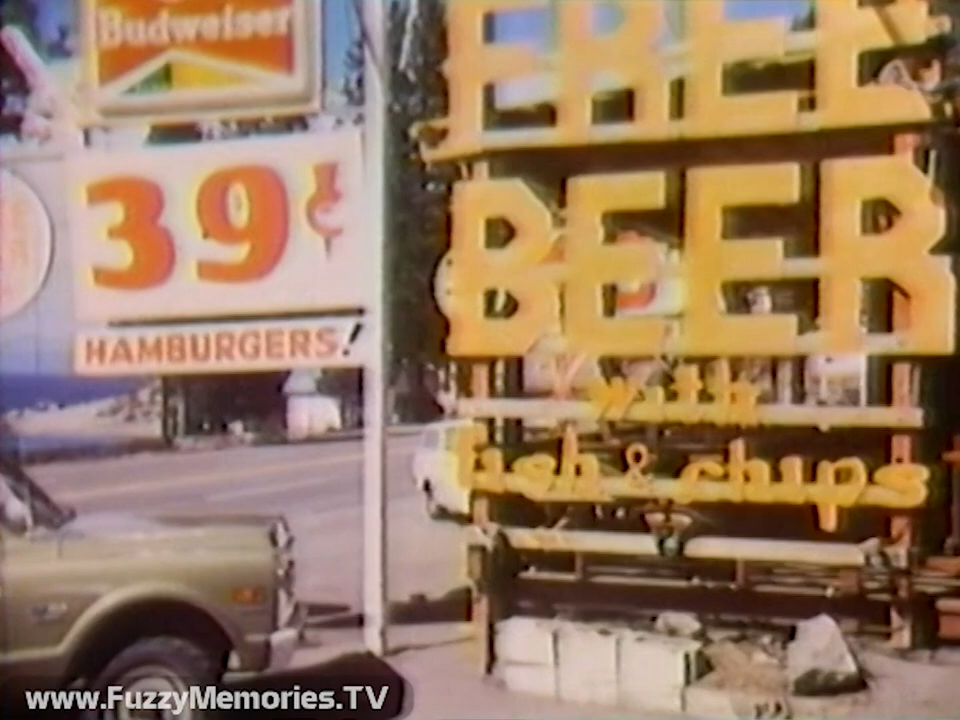 Budweiser
39¢
HAMBURGERS!
FREE
BEER
with
fish & chips
www.FuzzyMemories.TV